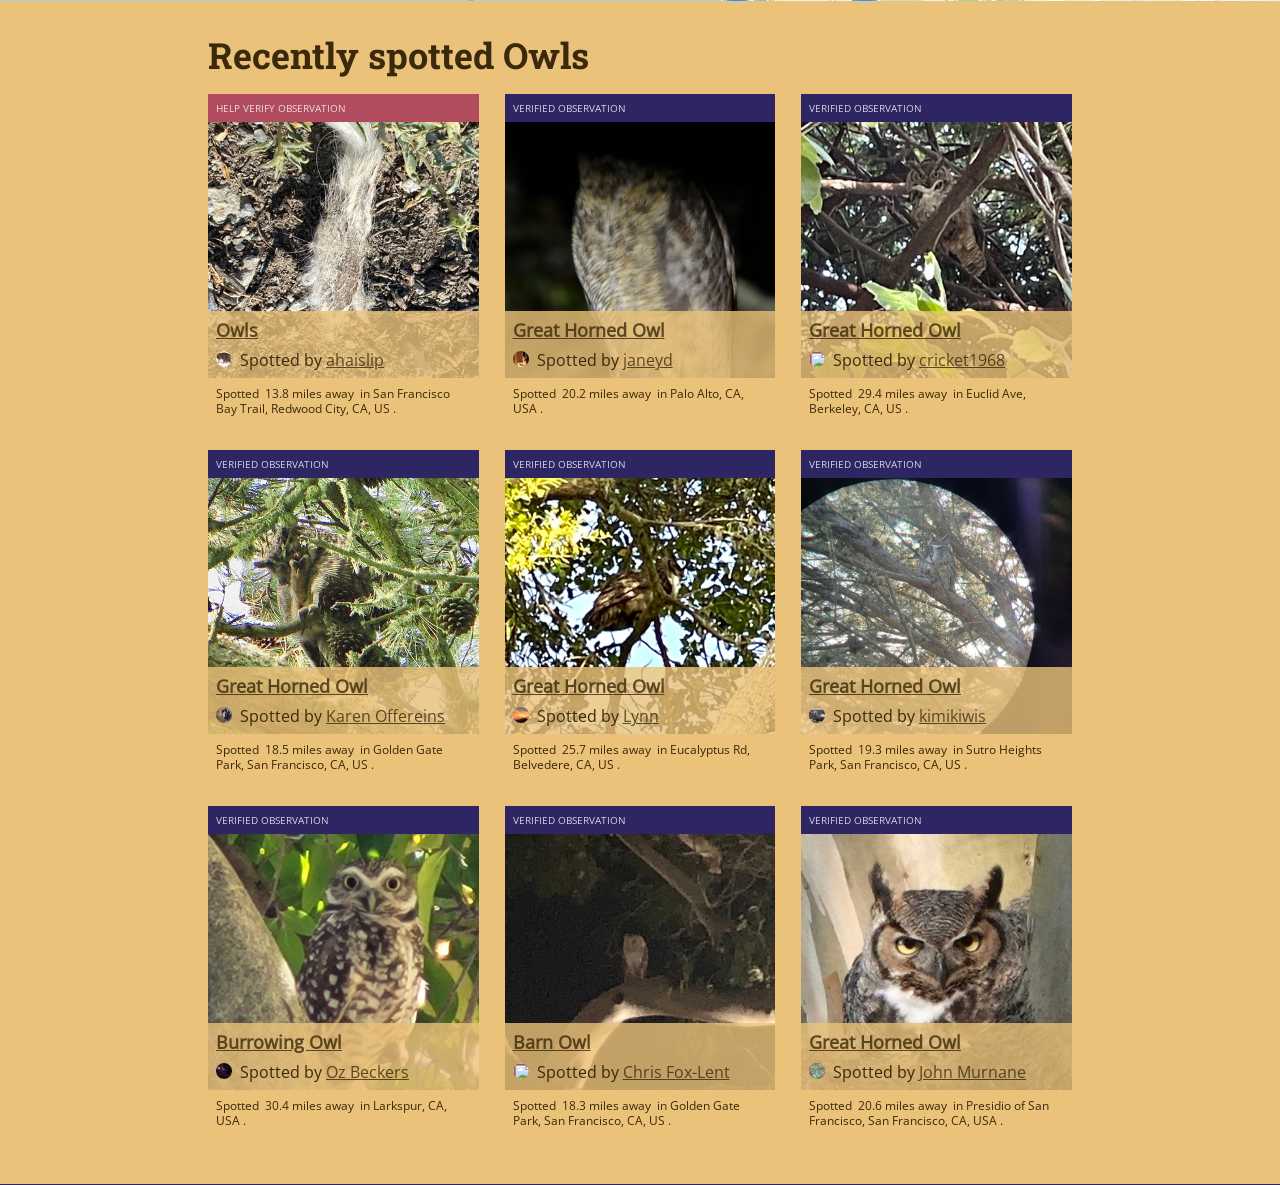 Recently spotted Owls
HELP VERIFY OBSERVATION
Owls
Spotted by ahaislip
Spotted 13.8 miles away in San Francisco
Bay Trail, Redwood City, CA, US .
VERIFIED OBSERVATION
Great Horned Owl
Spotted by janeyd
Spotted 20.2 miles away in Palo Alto, CA,
USA .
VERIFIED OBSERVATION
Great Horned Owl
Spotted by cricket1968
Spotted 29.4 miles away in Euclid Ave,
Berkeley, CA, US .
VERIFIED OBSERVATION
Great Horned Owl
Spotted by Karen Offereins
Spotted 18.5 miles away in Golden Gate
Park, San Francisco, CA, US .
VERIFIED OBSERVATION
Great Horned Owl
Spotted by Lynn
Spotted 25.7 miles away in Eucalyptus Rd,
Belvedere, CA, US .
VERIFIED OBSERVATION
Great Horned Owl
Spotted by kimikiwis
Spotted 19.3 miles away in Sutro Heights
Park, San Francisco, CA, US .
VERIFIED OBSERVATION
Burrowing Owl
Spotted by Oz Beckers
Spotted 30.4 miles away in Larkspur, CA,
USA .
VERIFIED OBSERVATION
Barn Owl
Spotted by Chris Fox-Lent
Spotted 18.3 miles away in Golden Gate
Park, San Francisco, CA, US .
VERIFIED OBSERVATION
Great Horned Owl
Spotted by John Murnane
Spotted 20.6 miles away in Presidio of San
Francisco, San Francisco, CA, USA .